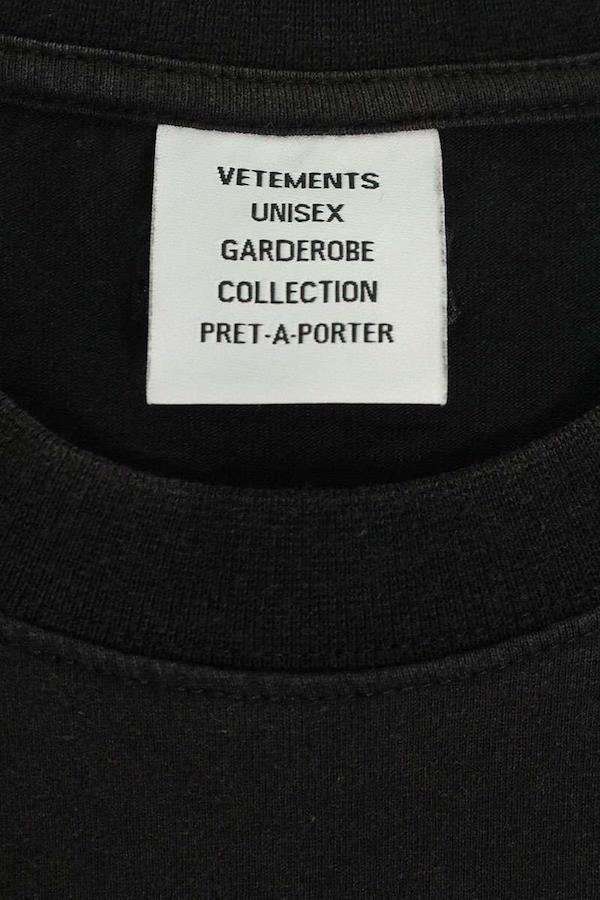 VETEMENTS
UNISEX
GARDEROBE
COLLECTION
PRET-A-PORTER